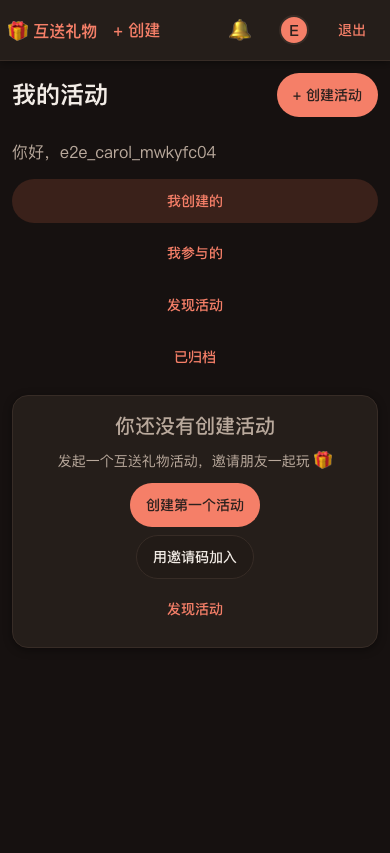 🎁 互送礼物 + 创建 🔔 E 退出
我的活动 + 创建活动
你好，e2e_carol_mwkyfc04
我创建的
我参与的
发现活动
已归档
你还没有创建活动
发起一个互送礼物活动，邀请朋友一起玩 🎁
创建第一个活动
用邀请码加入
发现活动